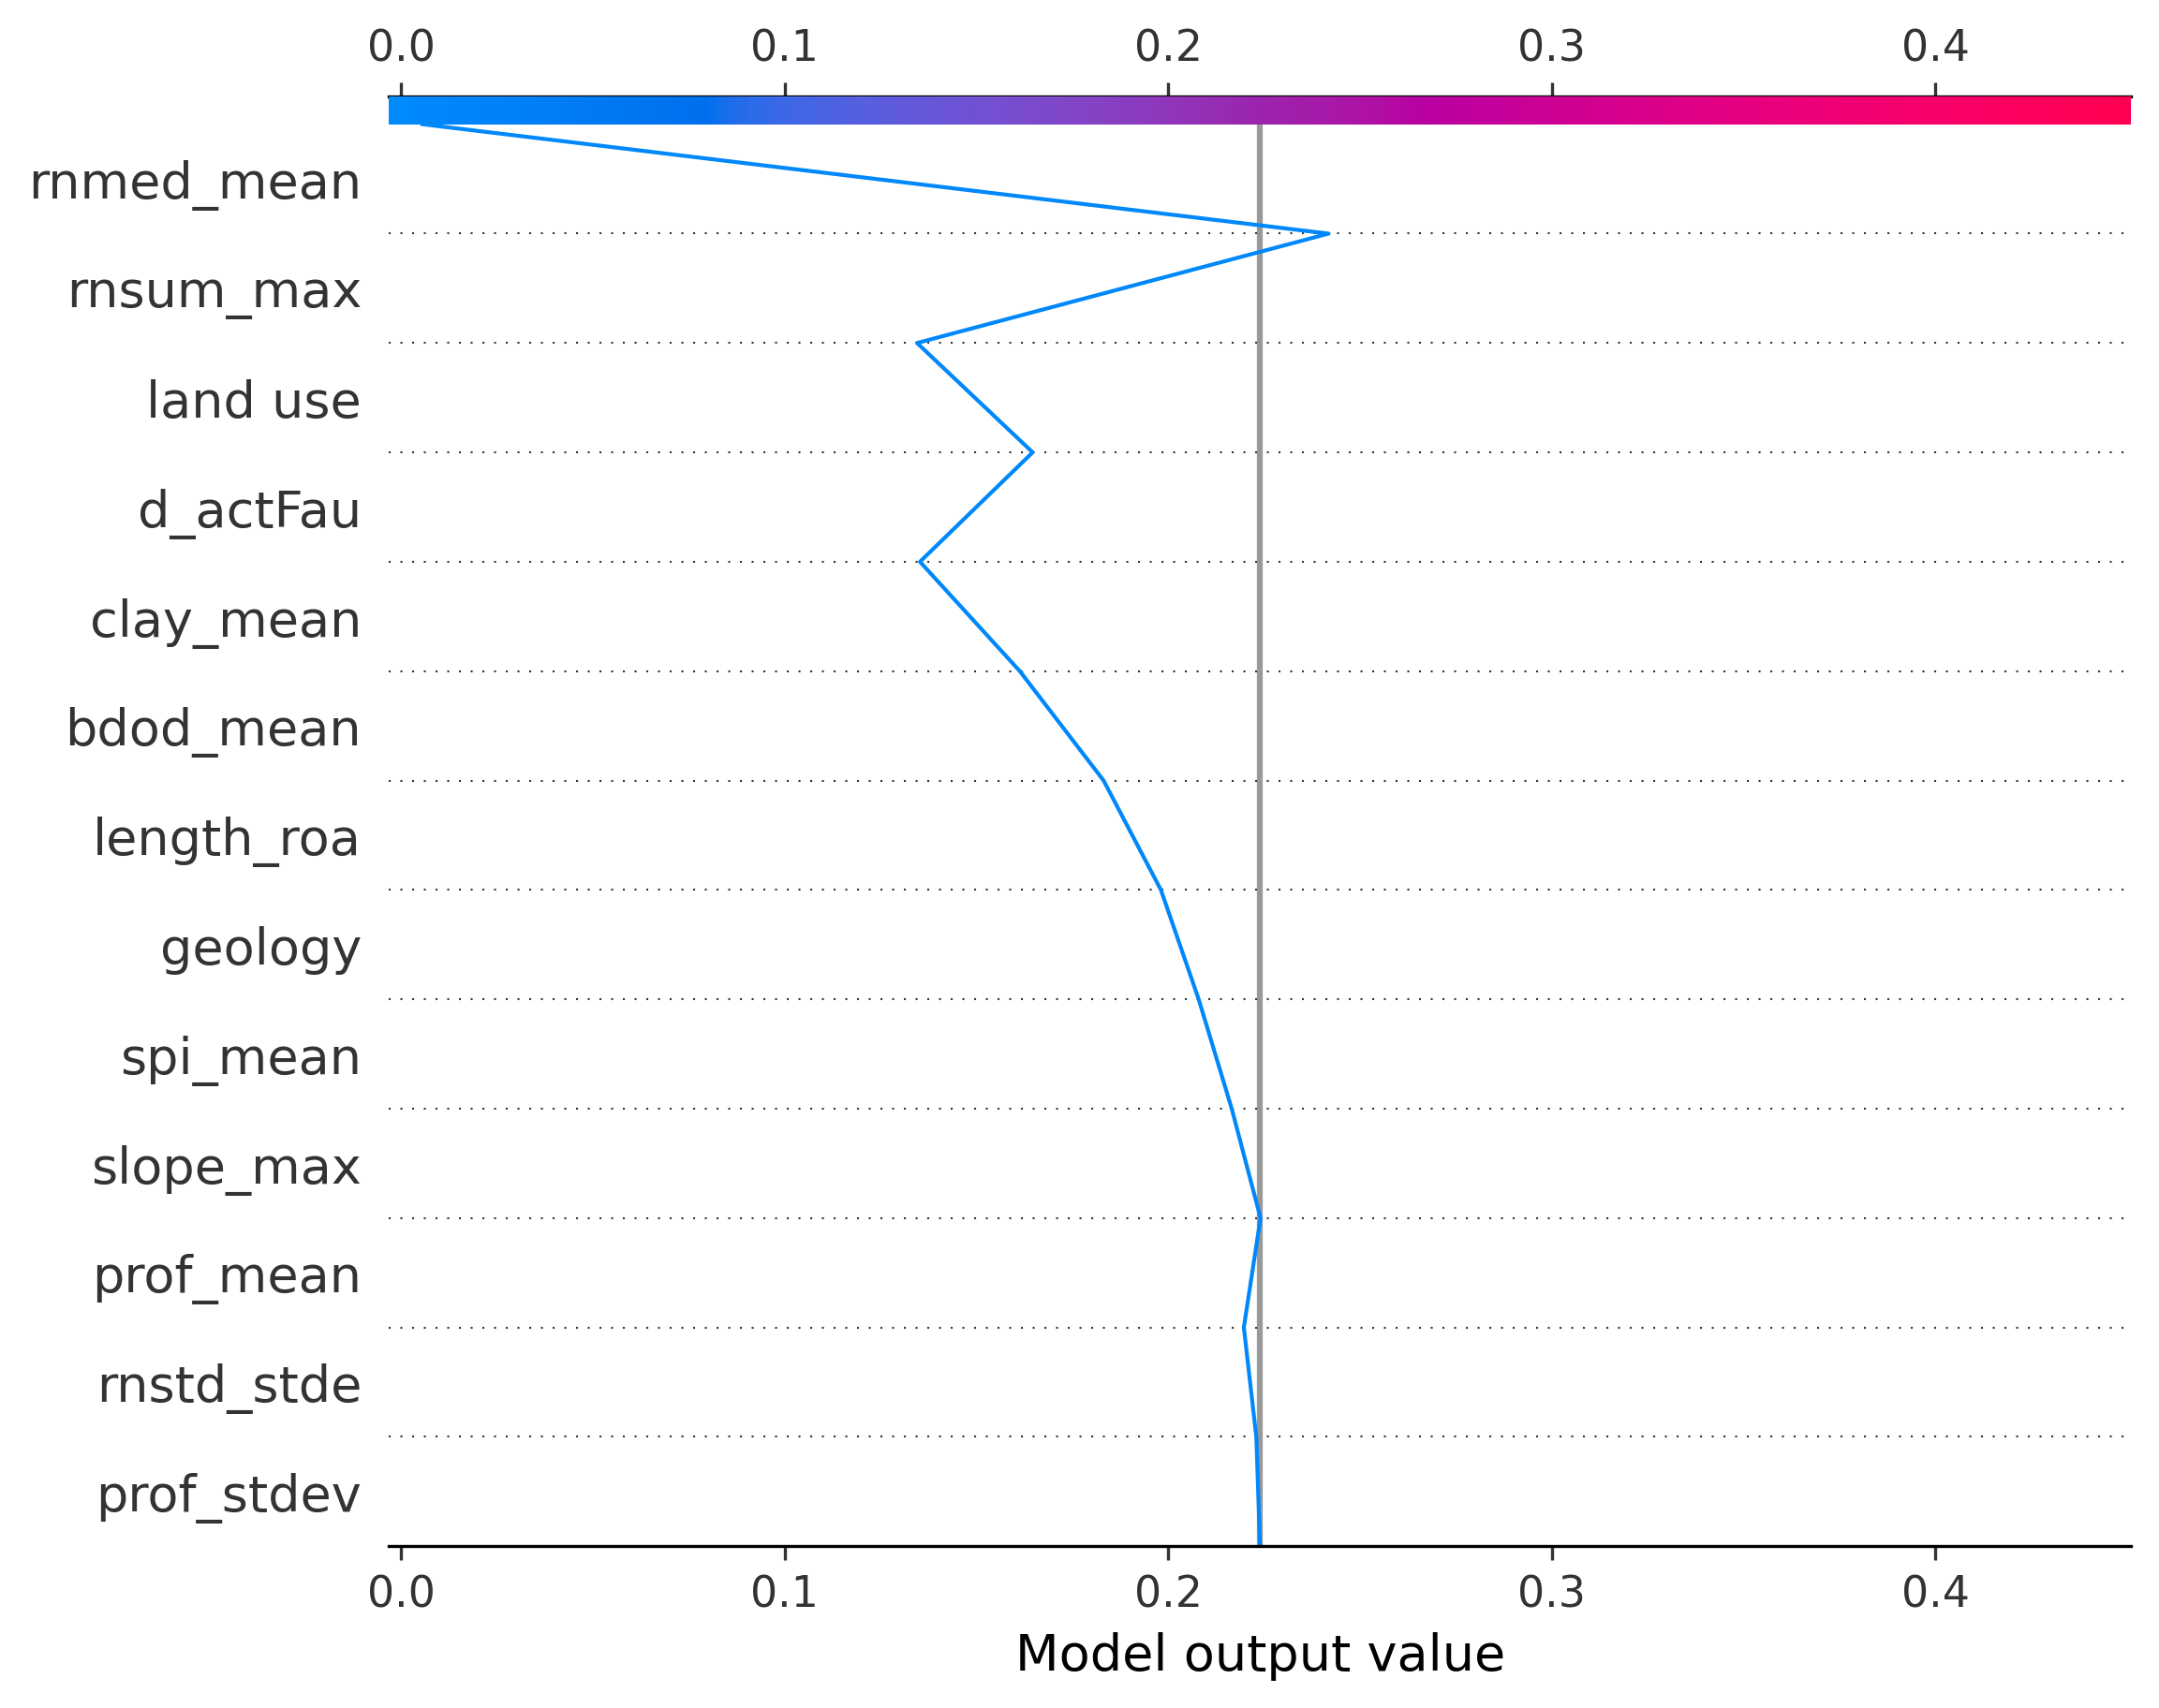 0.0 0.1 0.2 0.3 0.4
rnmed_mean
rnsum_max
land use
d_actFau
clay_mean
bdod_mean
length_roa
geology
spi_mean
slope_max
prof_mean
rnstd_stde
prof_stdev
0.0 0.1 0.2 0.3 0.4
Model output value